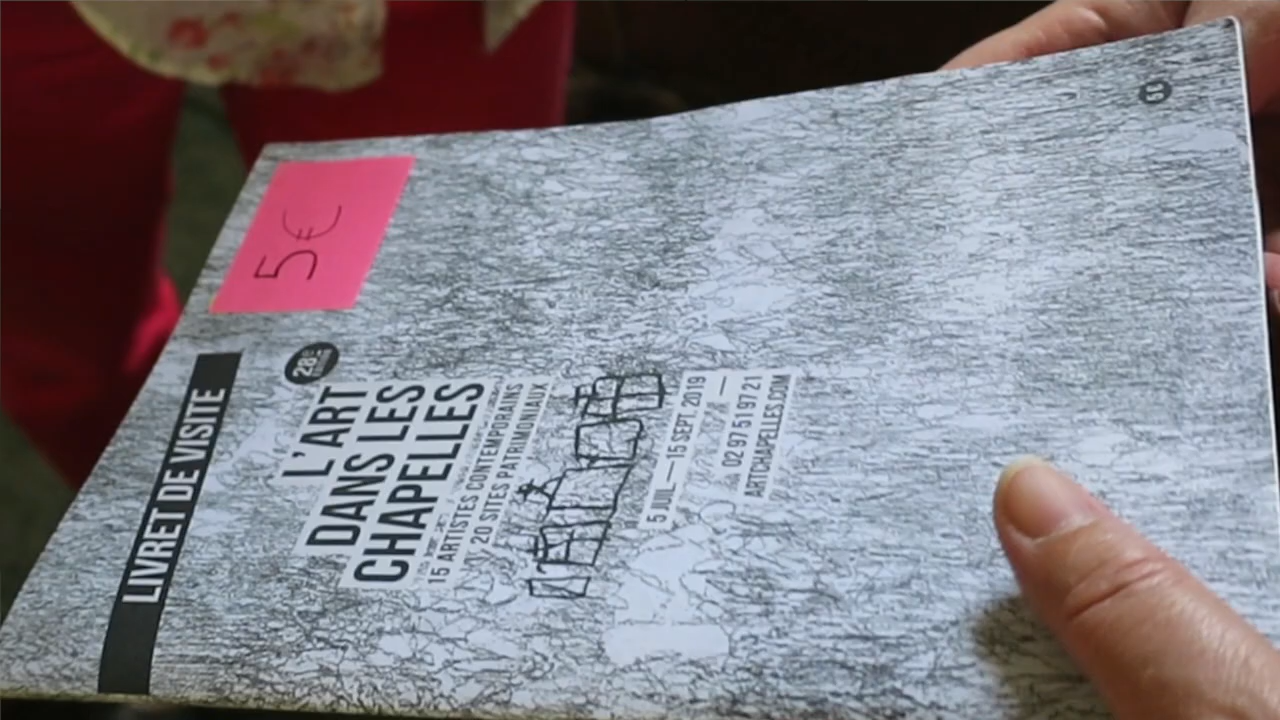 5€
LIVRET DE VISITE
28E
L'ART
DANS LES
CHAPELLES
15 ARTISTES CONTEMPORAINS
20 SITES PATRIMONIAUX
5 JUIL—15 SEPT. 2019
02 97 51 97 21
ARTCHAPELLES.COM